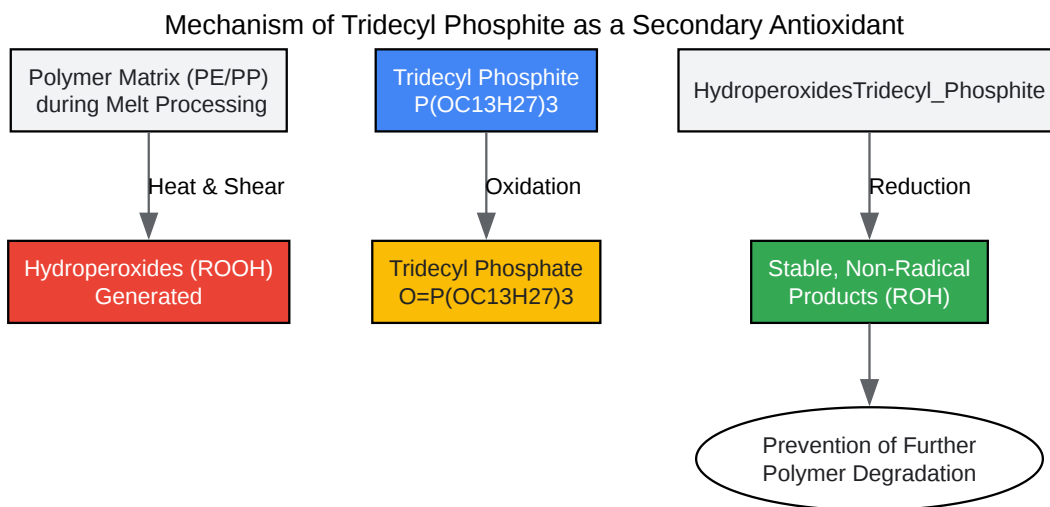 Mechanism of Tridecyl Phosphite as a Secondary Antioxidant
Polymer Matrix (PE/PP)
during Melt Processing
Tridecyl Phosphite
P(OC13H27)3
HydroperoxidesTridecyl_Phosphite
Heat & Shear
Oxidation
Reduction
Hydroperoxides (ROOH)
Generated
Tridecyl Phosphate
O=P(OC13H27)3
Stable, Non-Radical
Products (ROH)
Prevention of Further
Polymer Degradation